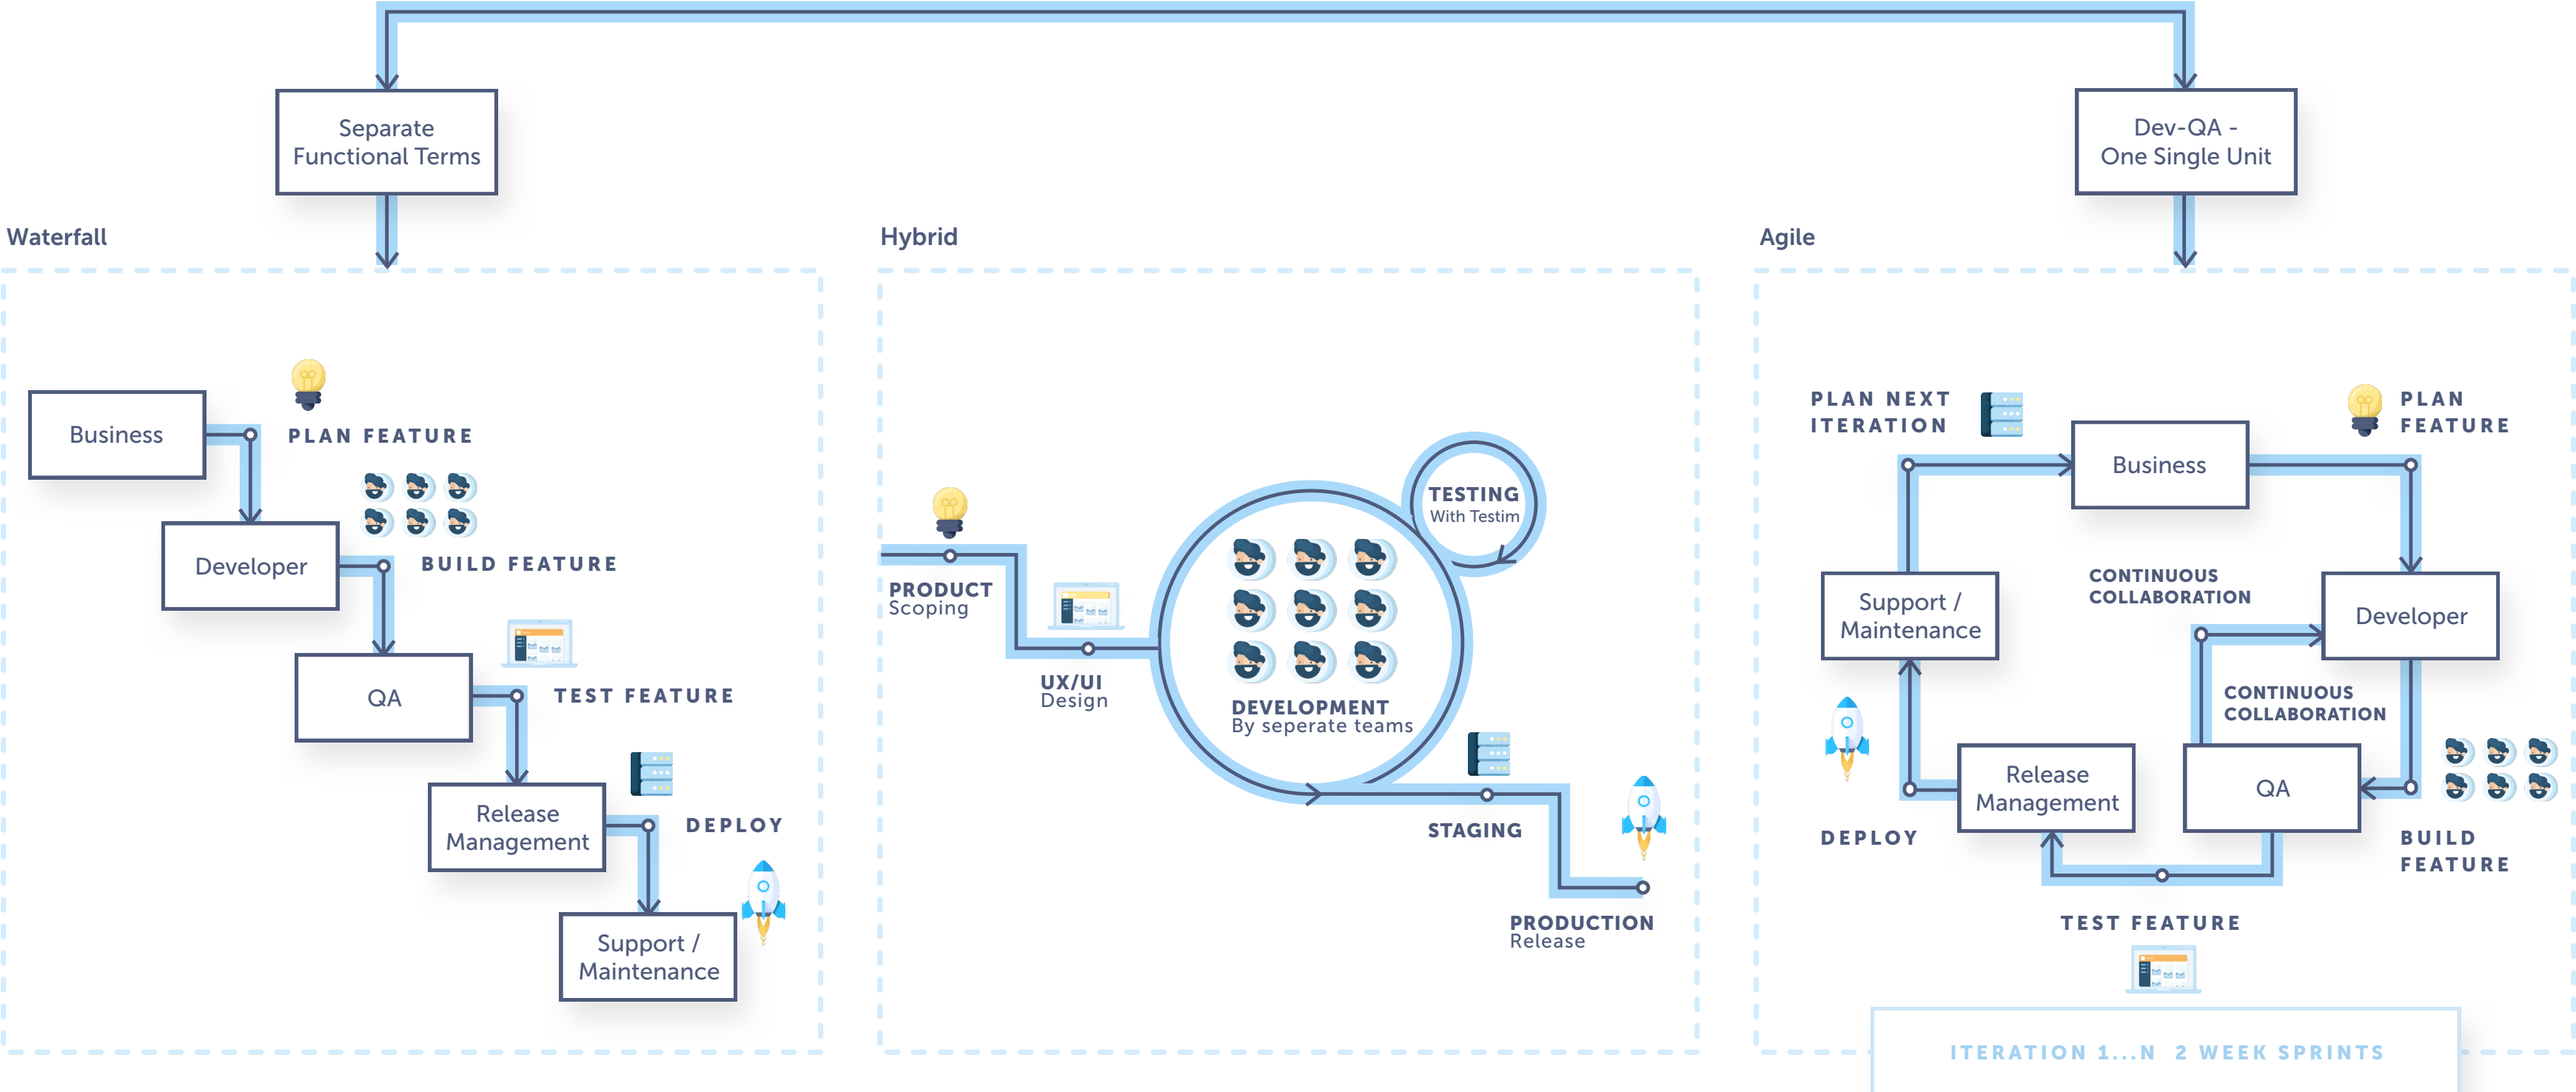 Separate
Functional Terms
Dev-QA -
One Single Unit
Waterfall
Business
PLAN FEATURE
Developer
BUILD FEATURE
QA
TEST FEATURE
Release
Management
DEPLOY
Support /
Maintenance
Hybrid
PRODUCT
Scoping
UX/UI
Design
TESTING
With Testim
DEVELOPMENT
By seperate teams
STAGING
PRODUCTION
Release
Agile
PLAN NEXT
ITERATION
Business
PLAN
FEATURE
Support /
Maintenance
CONTINUOUS
COLLABORATION
Developer
CONTINUOUS
COLLABORATION
Release
Management
QA
DEPLOY
BUILD
FEATURE
TEST FEATURE
ITERATION 1...N 2 WEEK SPRINTS